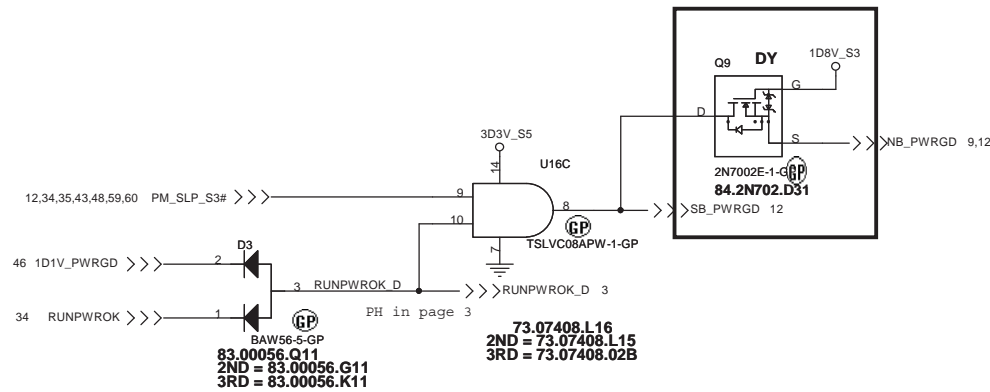 Q9
DY
1D8V_S3
G
D
S
NB_PWRGD 9,12
2N7002E-1-G
GP
84.2N702.D31
3D3V_S5
14
U16C
12,34,35,43,48,59,60 PM_SLP_S3#
9
10
8
SB_PWRGD 12
GP
TSLVC08APW-1-GP
7
D3
46 1D1V_PWRGD
2
3
RUNPWROK_D
RUNPWROK_D 3
PH in page 3
34 RUNPWROK
1
GP
BAW56-5-GP
83.00056.Q11
2ND = 83.00056.G11
3RD = 83.00056.K11
73.07408.L16
2ND = 73.07408.L15
3RD = 73.07408.02B